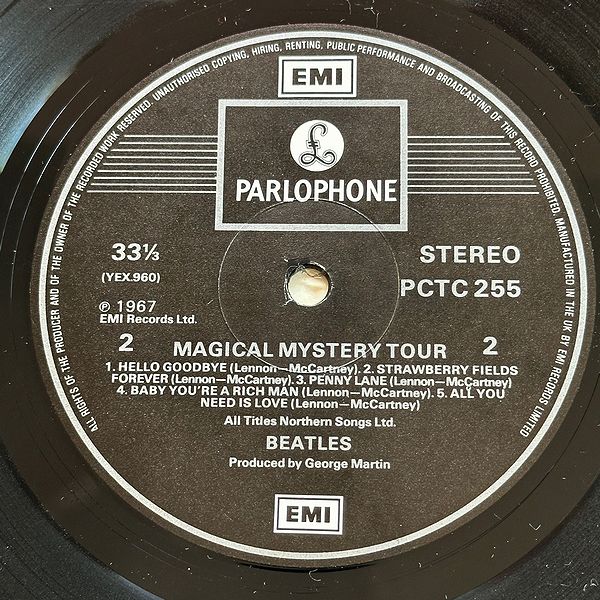 ALL RIGHTS OF THE PRODUCER AND OF THE OWNER OF THE RECORDED WORK RESERVED. UNAUTHORISED COPYING, HIRING, RENTING, PUBLIC PERFORMANCE AND BROADCASTING OF THIS RECORD PROHIBITED. MANUFACTURED IN THE UK BY EMI RECORDS LIMITED
EMI
£
PARLOPHONE
33⅓
STEREO
(YEX.960)
PCTC 255
℗ 1967
EMI Records Ltd.
2 MAGICAL MYSTERY TOUR 2
1. HELLO GOODBYE (Lennon—McCartney). 2. STRAWBERRY FIELDS
FOREVER (Lennon—McCartney). 3. PENNY LANE (Lennon—McCartney)
4. BABY YOU'RE A RICH MAN (Lennon—McCartney). 5. ALL YOU
NEED IS LOVE (Lennon—McCartney)
All Titles Northern Songs Ltd.
BEATLES
Produced by George Martin
EMI